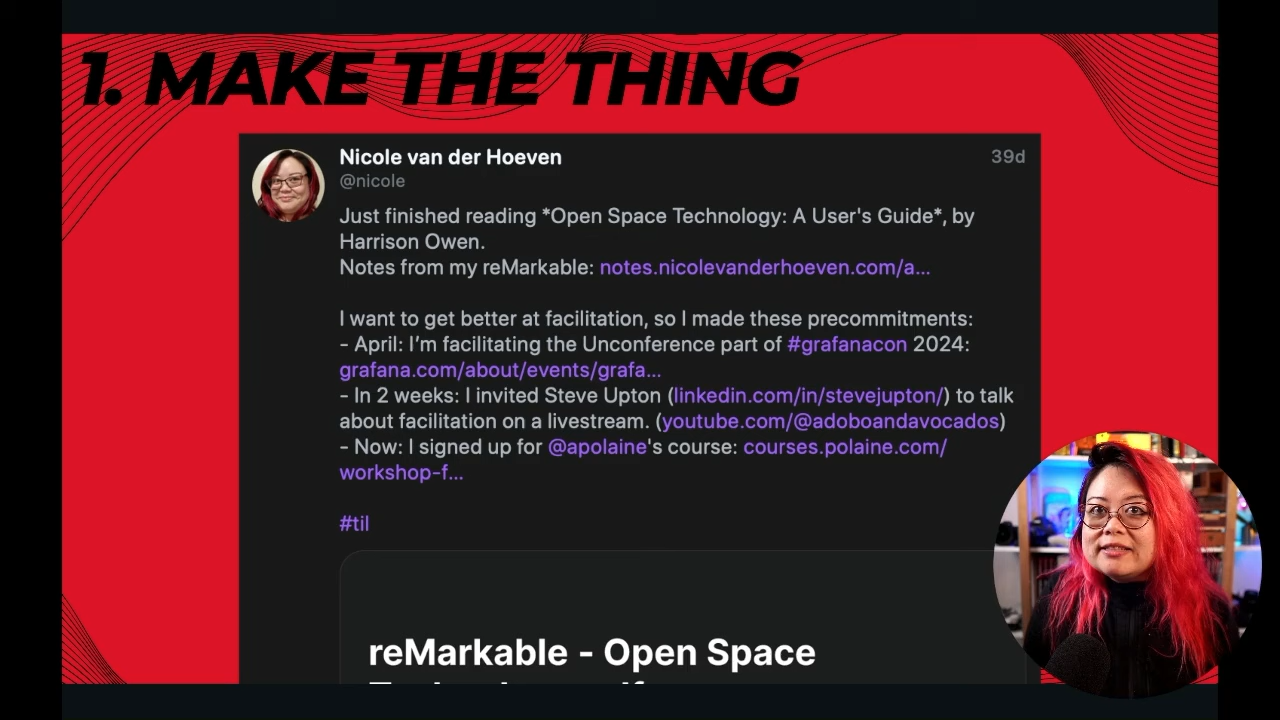 1. MAKE THE THING
Nicole van der Hoeven
39d
@nicole
Just finished reading *Open Space Technology: A User's Guide*, by
Harrison Owen.
Notes from my reMarkable: notes.nicolevanderhoeven.com/a...
I want to get better at facilitation, so I made these precommitments:
- April: I'm facilitating the Unconference part of #grafanacon 2024:
grafana.com/about/events/grafa...
- In 2 weeks: I invited Steve Upton (linkedin.com/in/stevejupton/) to talk
about facilitation on a livestream. (youtube.com/@adoboandavocados)
- Now: I signed up for @apolaine's course: courses.polaine.com/
workshop-f...
#til
reMarkable - Open Space